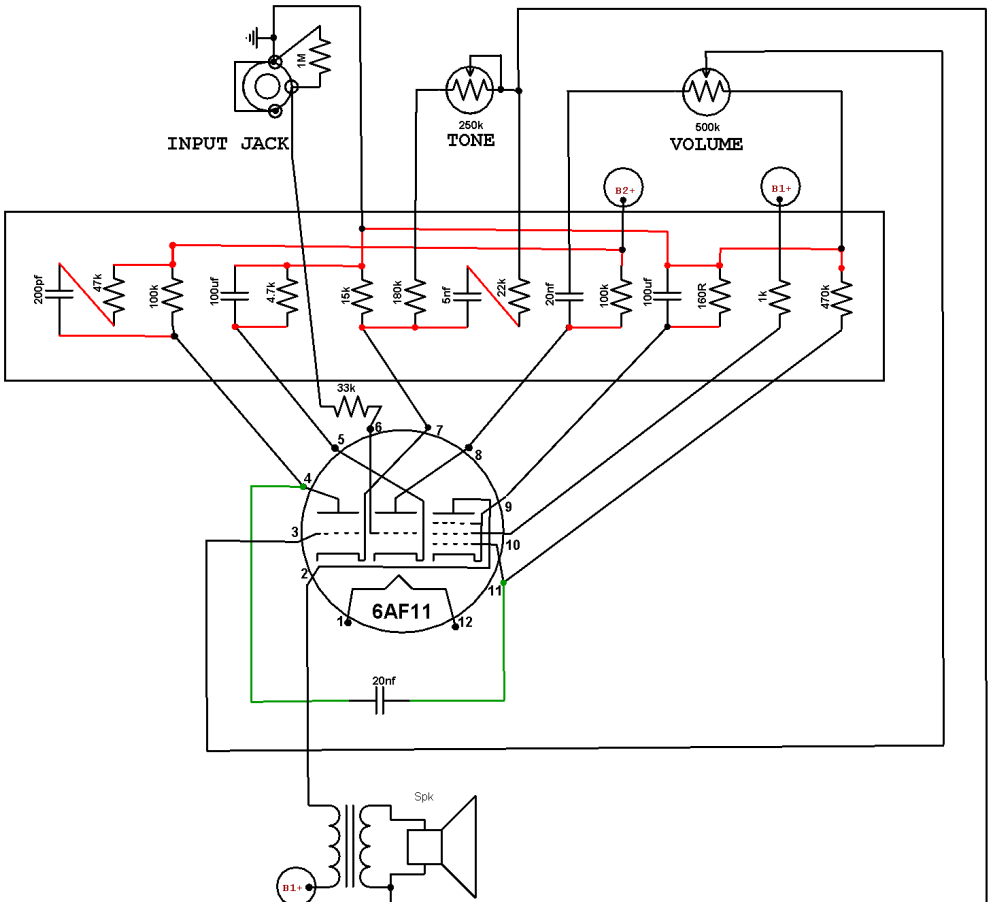 1M
INPUT JACK
250k
TONE
500k
VOLUME
B2+
B1+
200pf
47k
100k
100uf
4.7k
15k
180k
5nf
22k
20nf
100k
100uf
160R
1k
470k
33k
6
7
5
8
4
9
3
10
2
11
6AF11
1
12
20nf
Spk
B1+